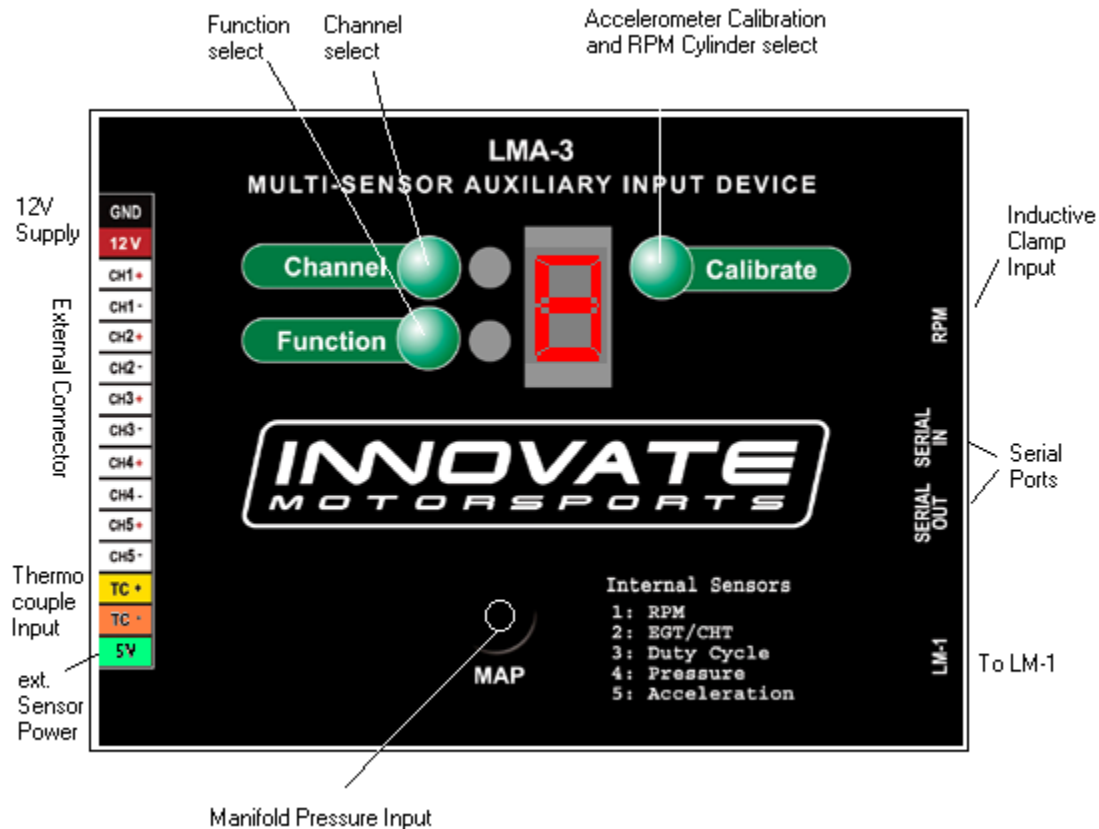 Function
select
Channel
select
Accelerometer Calibration
and RPM Cylinder select
LMA-3
MULTI-SENSOR AUXILIARY INPUT DEVICE
12V
Supply
GND
12 V
CH1+
CH1 -
CH2+
CH2 -
CH3+
CH3 -
CH4+
CH4 -
CH5+
CH5 -
TC +
TC -
5V
External Connector
Thermo
couple
Input
ext.
Sensor
Power
Channel
Function
8
Calibrate
Inductive
Clamp
Input
RPM
SERIAL
IN
SERIAL
OUT
Serial
Ports
LM-1
To LM-1
INNOVATE
MOTORSPORTS
MAP
Internal Sensors
1: RPM
2: EGT/CHT
3: Duty Cycle
4: Pressure
5: Acceleration
Manifold Pressure Input